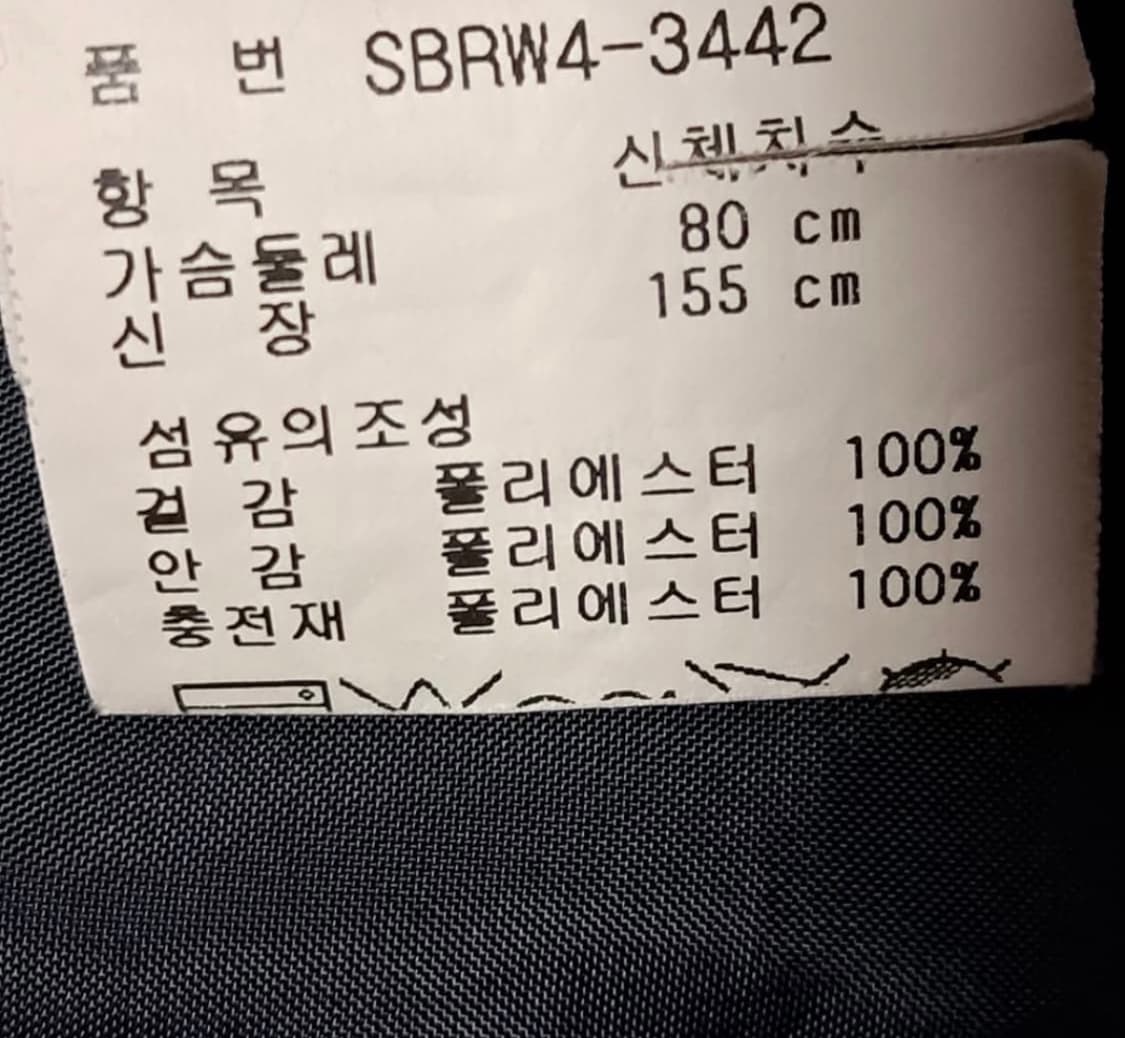 품 번 SBRW4-3442
항 목 신체치수
가슴둘레 80 cm
신 장 155 cm
섬유의조성
겉 감 폴리에스터 100%
안 감 폴리에스터 100%
충전재 폴리에스터 100%